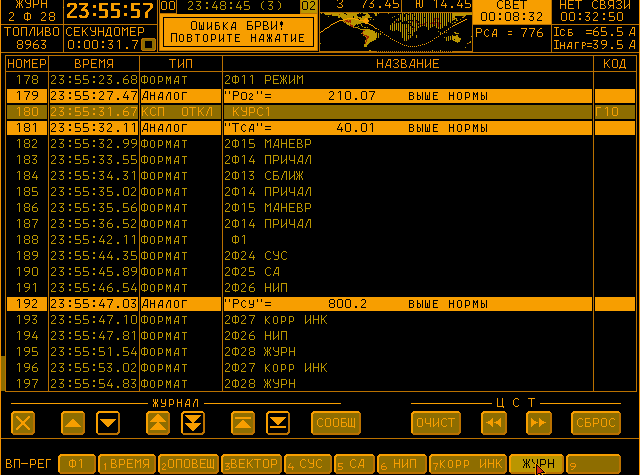 ЖУРН
2 Ф 28
23:55:57
00 23:48:45 (3) 02
ОШИБКА БРВИ!
ПОВТОРИТЕ НАЖАТИЕ
З 73.45 Ю 14.45
СВЕТ
00:08:32
НЕТ СВЯЗИ
00:32:50
ТОПЛИВО
8963
СЕКУНДОМЕР
0:00:31.7
РСА = 776
IСБ =65.5 А
IНАГР=39.5 А
НОМЕР ВРЕМЯ ТИП НАЗВАНИЕ КОД
178 23:55:23.68 ФОРМАТ 2Ф11 РЕЖИМ
179 23:55:27.47 АНАЛОГ "PO2"= 210.07 ВЫШЕ НОРМЫ
180 23:55:31.67 КСП ОТКЛ КУРС1 Г10
181 23:55:32.11 АНАЛОГ "ТСА"= 40.01 ВЫШЕ НОРМЫ
182 23:55:32.99 ФОРМАТ 2Ф15 МАНЕВР
183 23:55:33.55 ФОРМАТ 2Ф14 ПРИЧАЛ
184 23:55:34.31 ФОРМАТ 2Ф13 СБЛИЖ
185 23:55:35.02 ФОРМАТ 2Ф14 ПРИЧАЛ
186 23:55:35.56 ФОРМАТ 2Ф15 МАНЕВР
187 23:55:36.52 ФОРМАТ 2Ф14 ПРИЧАЛ
188 23:55:42.11 ФОРМАТ Ф1
189 23:55:44.35 ФОРМАТ 2Ф24 СУС
190 23:55:45.89 ФОРМАТ 2Ф25 СА
191 23:55:46.54 ФОРМАТ 2Ф26 НИП
192 23:55:47.03 АНАЛОГ "РСУ"= 800.2 ВЫШЕ НОРМЫ
193 23:55:47.10 ФОРМАТ 2Ф27 КОРР ИНК
194 23:55:47.81 ФОРМАТ 2Ф26 НИП
195 23:55:51.54 ФОРМАТ 2Ф28 ЖУРН
196 23:55:53.02 ФОРМАТ 2Ф27 КОРР ИНК
197 23:55:54.83 ФОРМАТ 2Ф28 ЖУРН
ЖУРНАЛ Ц С Т
СООБЩ ОЧИСТ СБРОС
ВП-РЕГ Ф1 1 ВРЕМЯ 2 ОПОВЕЩ 3 ВЕКТОР 4 СУС 5 СА 6 НИП 7 КОРР ИНК ЖУРН 9